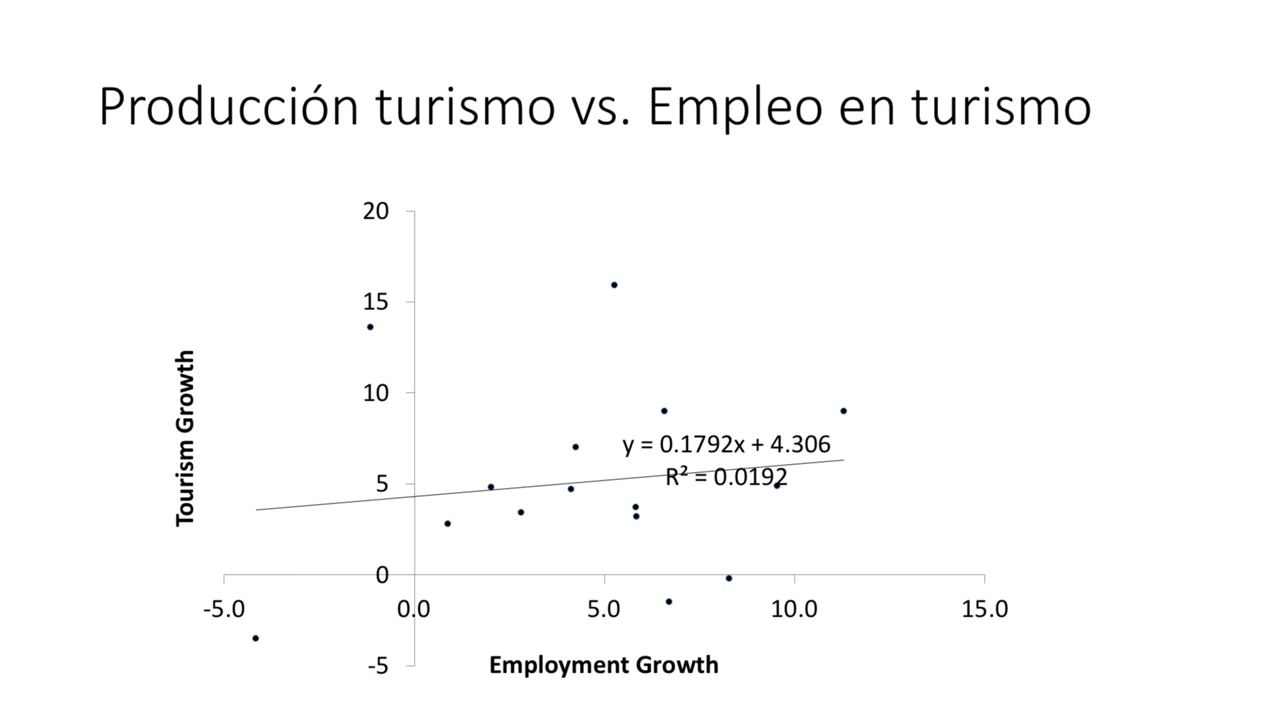 Producción turismo vs. Empleo en turismo
20
15
10
5
0
-5
Tourism Growth
y = 0.1792x + 4.306
R² = 0.0192
-5.0 0.0 5.0 10.0 15.0
Employment Growth